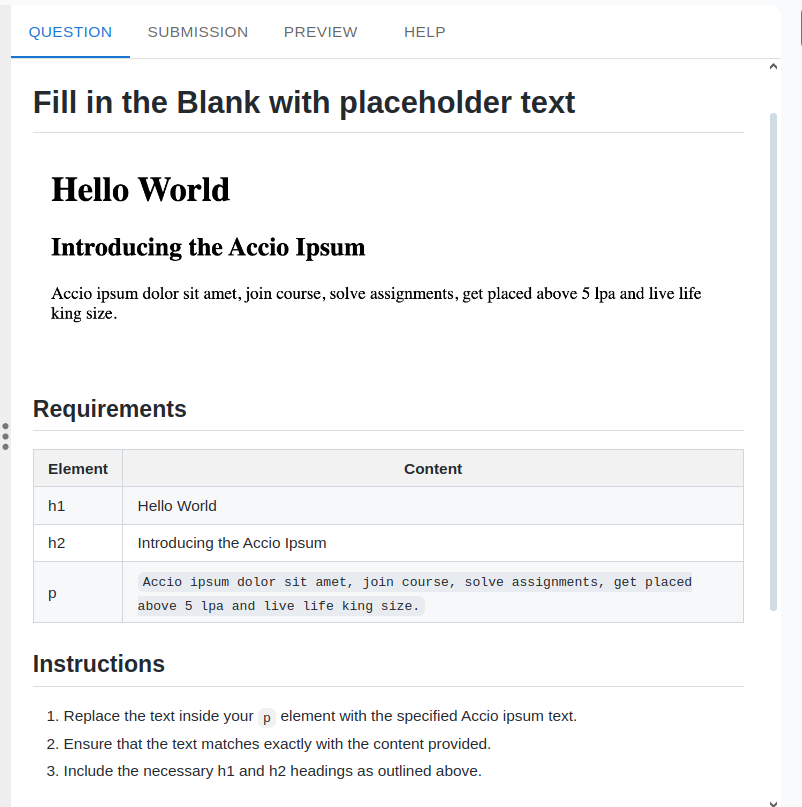 QUESTION SUBMISSION PREVIEW HELP
Fill in the Blank with placeholder text
Hello World
Introducing the Accio Ipsum
Accio ipsum dolor sit amet, join course, solve assignments, get placed above 5 lpa and live life
king size.
Requirements
Element Content
h1 Hello World
h2 Introducing the Accio Ipsum
p Accio ipsum dolor sit amet, join course, solve assignments, get placed
above 5 lpa and live life king size.
Instructions
1. Replace the text inside your p element with the specified Accio ipsum text.
2. Ensure that the text matches exactly with the content provided.
3. Include the necessary h1 and h2 headings as outlined above.